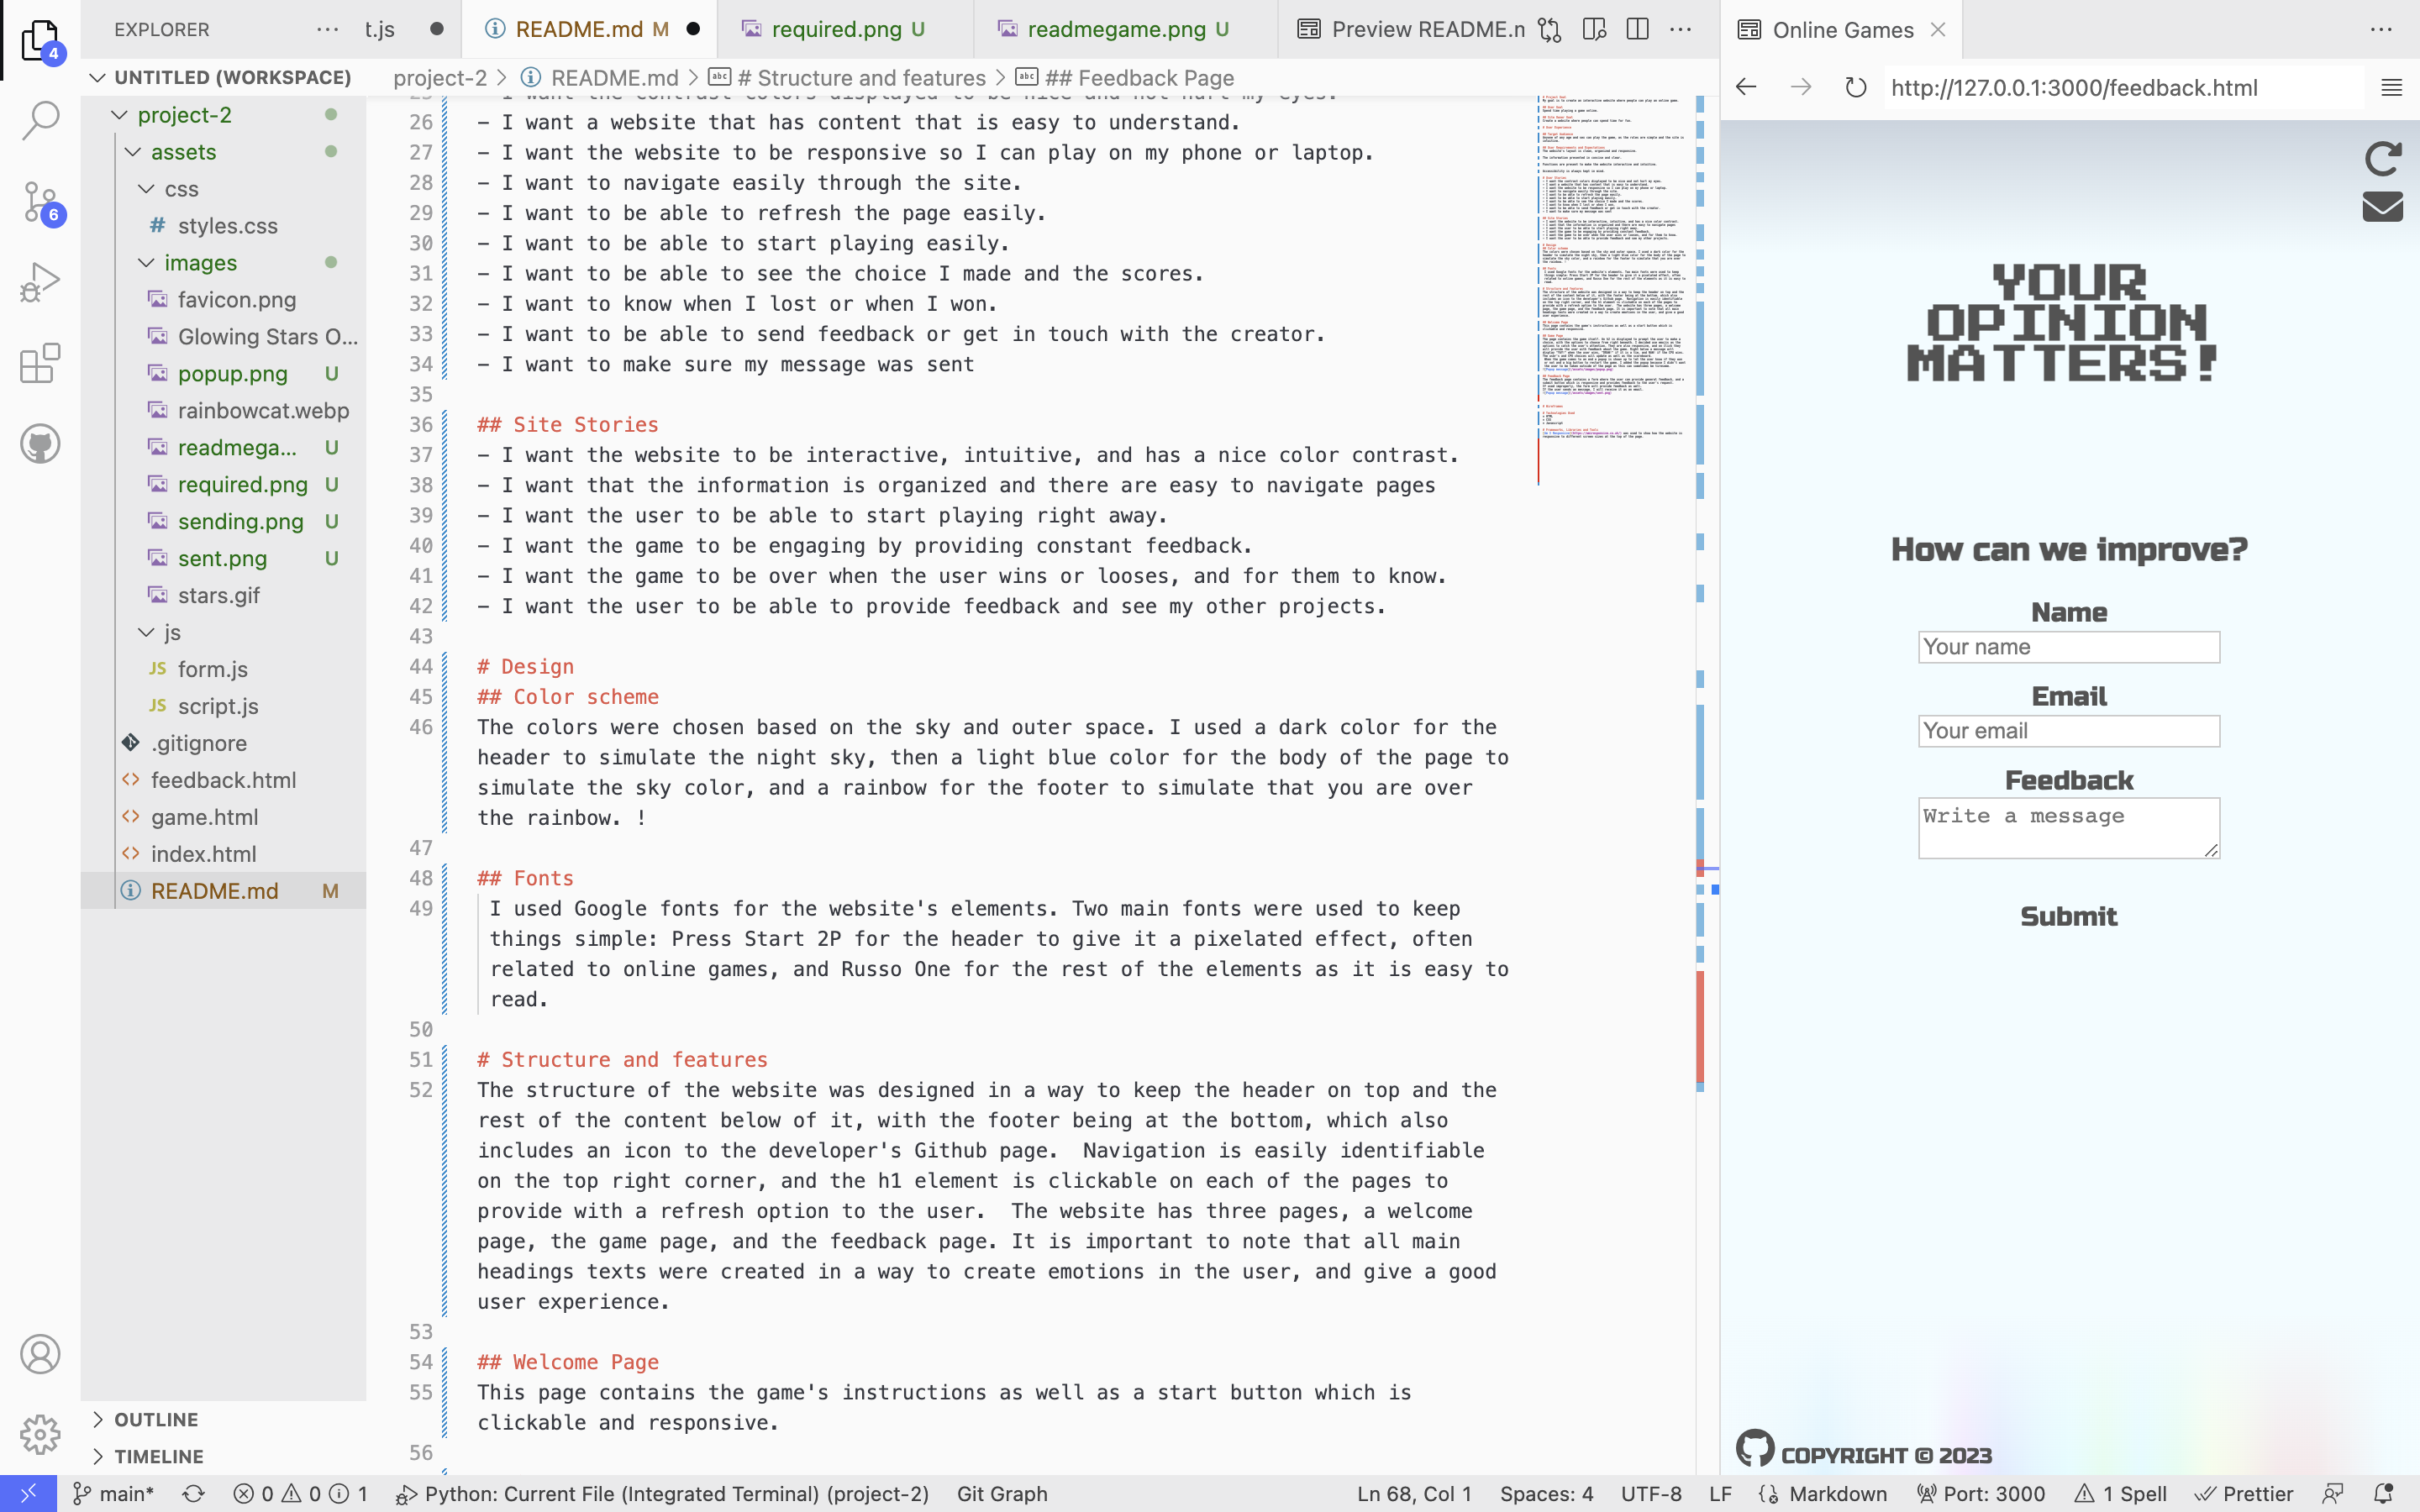 EXPLORER
t.js
README.md M
required.png U
readmegame.png U
Preview README.n
Online Games
4
UNTITLED (WORKSPACE)
project-2 > README.md > # Structure and features > ## Feedback Page
http://127.0.0.1:3000/feedback.html
project-2
assets
css
# styles.css
images
favicon.png
Glowing Stars O...
popup.png U
rainbowcat.webp
readmega... U
required.png U
sending.png U
sent.png U
stars.gif
js
JS form.js
JS script.js
.gitignore
feedback.html
game.html
index.html
README.md M
OUTLINE
TIMELINE
6
25 - I want the contrast colors displayed to be nice and not hurt my eyes.
26 - I want a website that has content that is easy to understand.
27 - I want the website to be responsive so I can play on my phone or laptop.
28 - I want to navigate easily through the site.
29 - I want to be able to refresh the page easily.
30 - I want to be able to start playing easily.
31 - I want to be able to see the choice I made and the scores.
32 - I want to know when I lost or when I won.
33 - I want to be able to send feedback or get in touch with the creator.
34 - I want to make sure my message was sent
35
36 ## Site Stories
37 - I want the website to be interactive, intuitive, and has a nice color contrast.
38 - I want that the information is organized and there are easy to navigate pages
39 - I want the user to be able to start playing right away.
40 - I want the game to be engaging by providing constant feedback.
41 - I want the game to be over when the user wins or looses, and for them to know.
42 - I want the user to be able to provide feedback and see my other projects.
43
44 # Design
45 ## Color scheme
46 The colors were chosen based on the sky and outer space. I used a dark color for the
header to simulate the night sky, then a light blue color for the body of the page to
simulate the sky color, and a rainbow for the footer to simulate that you are over
the rainbow. !
47
48 ## Fonts
49 I used Google fonts for the website's elements. Two main fonts were used to keep
things simple: Press Start 2P for the header to give it a pixelated effect, often
related to online games, and Russo One for the rest of the elements as it is easy to
read.
50
51 # Structure and features
52 The structure of the website was designed in a way to keep the header on top and the
rest of the content below of it, with the footer being at the bottom, which also
includes an icon to the developer's Github page.  Navigation is easily identifiable
on the top right corner, and the h1 element is clickable on each of the pages to
provide with a refresh option to the user.  The website has three pages, a welcome
page, the game page, and the feedback page. It is important to note that all main
headings texts were created in a way to create emotions in the user, and give a good
user experience.
53
54 ## Welcome Page
55 This page contains the game's instructions as well as a start button which is
clickable and responsive.
56
YOUR
OPINION
MATTERS!
How can we improve?
Name
Your name
Email
Your email
Feedback
Write a message
Submit
COPYRIGHT © 2023
main* 0 0 1 Python: Current File (Integrated Terminal) (project-2) Git Graph Ln 68, Col 1 Spaces: 4 UTF-8 LF Markdown Port: 3000 1 Spell Prettier